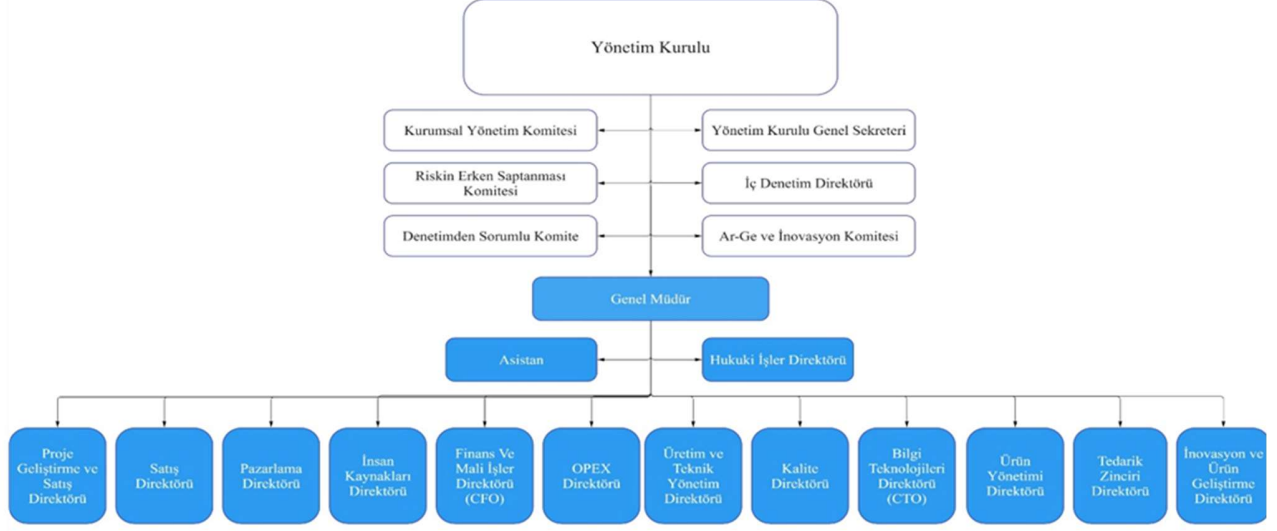 Yönetim Kurulu
Kurumsal Yönetim Komitesi
Yönetim Kurulu Genel Sekreteri
Riskin Erken Saptanması
Komitesi
İç Denetim Direktörü
Denetimden Sorumlu Komite
Ar-Ge ve İnovasyon Komitesi
Genel Müdür
Asistan
Hukuki İşler Direktörü
Proje
Geliştirme ve
Satış
Direktörü
Satış
Direktörü
Pazarlama
Direktörü
İnsan
Kaynakları
Direktörü
Finans Ve
Mali İşler
Direktörü
(CFO)
OPEX
Direktörü
Üretim ve
Teknik
Yönetim
Direktörü
Kalite
Direktörü
Bilgi
Teknolojileri
Direktörü
(CTO)
Ürün
Yönetimi
Direktörü
Tedarik
Zinciri
Direktörü
İnovasyon ve
Ürün
Geliştirme
Direktörü